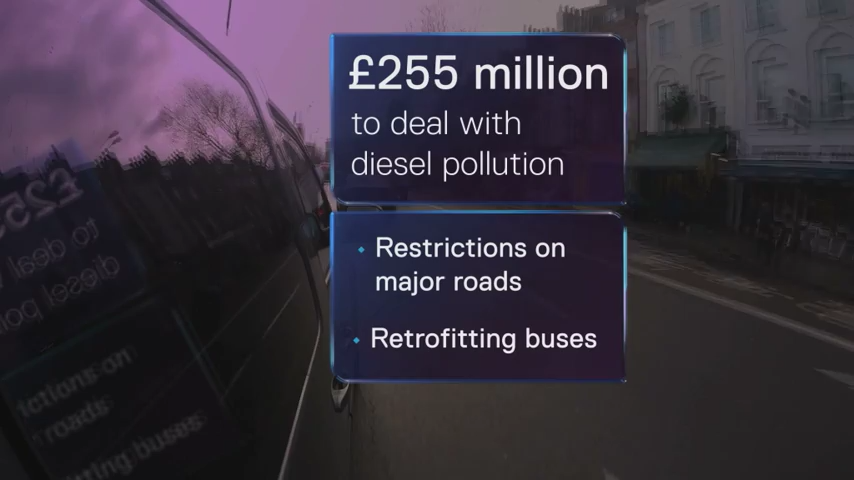 £255 million
to deal with
diesel pollution
Restrictions on
major roads
Retrofitting buses